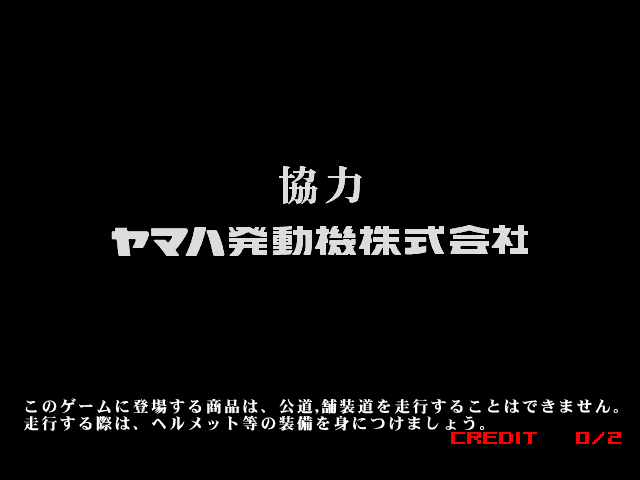 協力
ヤマハ発動機株式会社
このゲームに登場する商品は、公道,舗装道を走行することはできません。
走行する際は、ヘルメット等の装備を身につけましょう。
CREDIT 0/2